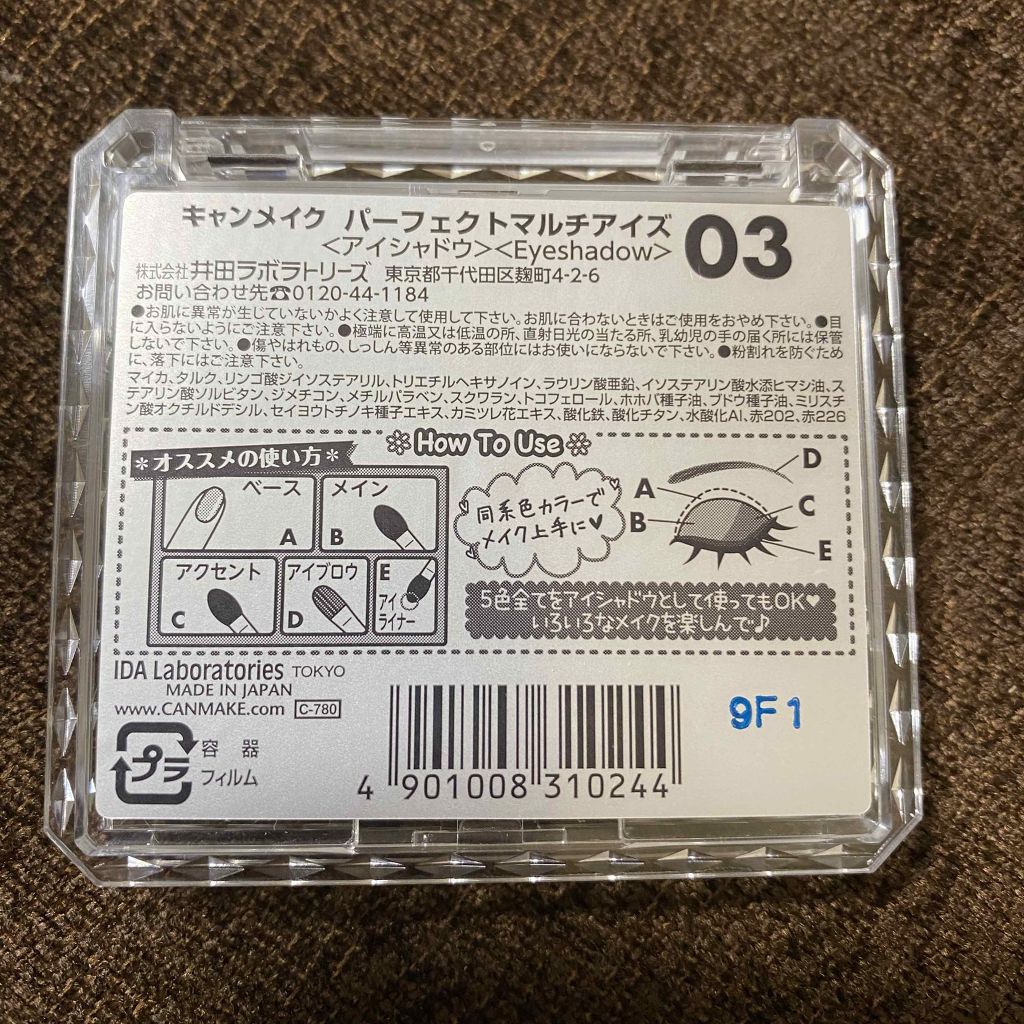 キャンメイク パーフェクトマルチアイズ
<アイシャドウ><Eyeshadow>
03
株式会社井田ラボラトリーズ 東京都千代田区麹町4-2-6
お問い合わせ先☎0120-44-1184
●お肌に異常が生じていないかよく注意して使用して下さい。お肌に合わないときはご使用をおやめ下さい。●目
に入らないようにご注意下さい。●極端に高温又は低温の所、直射日光の当たる所、乳幼児の手の届く所には保管
しないで下さい。●傷やはれもの、しっしん等異常のある部位にはお使いにならないで下さい。●粉割れを防ぐため
に、落下にはご注意下さい。
マイカ、タルク、リンゴ酸ジイソステアリル、トリエチルヘキサノイン、ラウリン酸亜鉛、イソステアリン酸水添ヒマシ油、ス
テアリン酸ソルビタン、ジメチコン、メチルパラベン、スクワラン、トコフェロール、ホホバ種子油、ブドウ種子油、ミリスチ
ン酸オクチルドデシル、セイヨウトチノキ種子エキス、カミツレ花エキス、酸化鉄、酸化チタン、水酸化Al、赤202、赤226
How To Use
*オススメの使い方*
ベース
A
メイン
B
アクセント
C
アイブロウ
D
E
アイ
ライナー
同系色カラーで
メイク上手に♥
A
B
D
C
E
5色全てをアイシャドウとして使ってもOK♥
いろいろなメイクを楽しんで♪
IDA Laboratories TOKYO
MADE IN JAPAN
www.CANMAKE.com C-780
プラ
容器
フィルム
4 901008 310244
9F1